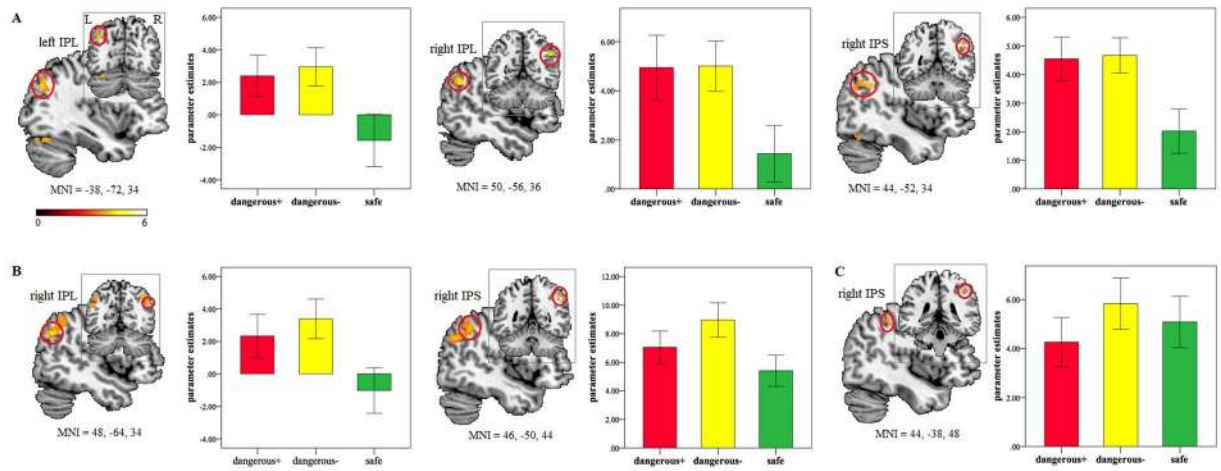 A
L R
left IPL
MNI = -38, -72, 34
0 6
parameter estimates
6.00
4.00
2.00
.00
-2.00
-4.00
dangerous+ dangerous- safe
right IPL
MNI = 50, -56, 36
parameter estimates
6.00
4.00
2.00
.00
dangerous+ dangerous- safe
right IPS
MNI = 44, -52, 34
parameter estimates
6.00
5.00
4.00
3.00
2.00
1.00
.00
dangerous+ dangerous- safe
B
right IPL
MNI = 48, -64, 34
parameter estimates
6.00
4.00
2.00
.00
-2.00
-4.00
dangerous+ dangerous- safe
right IPS
MNI = 46, -50, 44
parameter estimates
12.00
10.00
8.00
6.00
4.00
2.00
.00
dangerous+ dangerous- safe
C
right IPS
MNI = 44, -38, 48
parameter estimates
6.00
4.00
2.00
.00
dangerous+ dangerous- safe